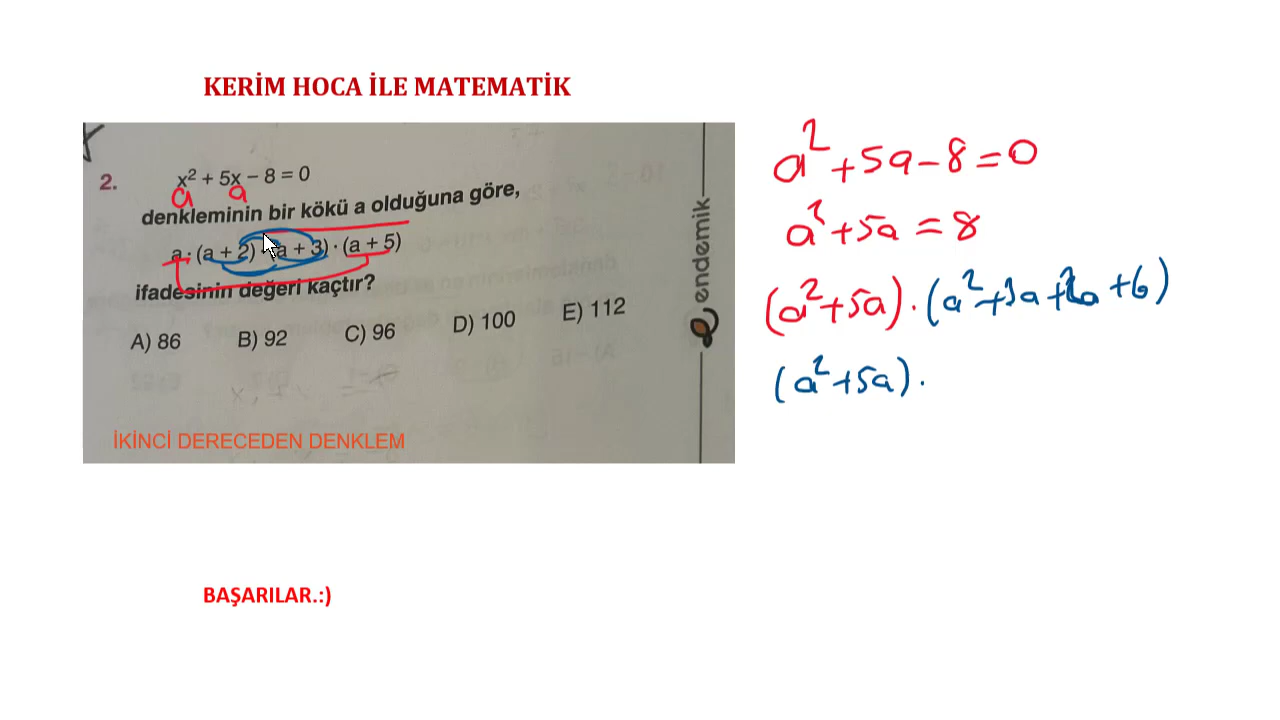 KERİM HOCA İLE MATEMATİK
2. x² + 5x − 8 = 0
a a
denkleminin bir kökü a olduğuna göre,
a · (a + 2) · (a + 3) · (a + 5)
ifadesinin değeri kaçtır?
A) 86 B) 92 C) 96 D) 100 E) 112
endemik
İKİNCİ DERECEDEN DENKLEM
a² + 5a − 8 = 0
a² + 5a = 8
(a² + 5a) · (a² + 3a + 2a + 6)
(a² + 5a) ·
BAŞARILAR.:)